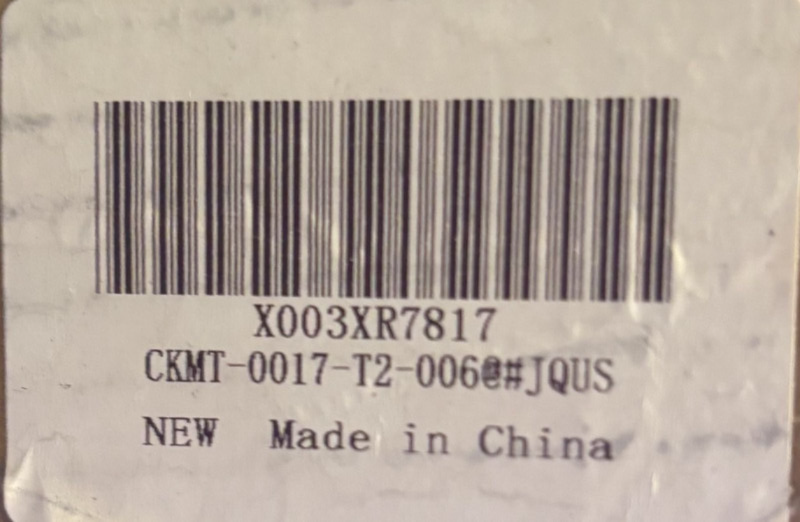 X003XR7817
CKMT-0017-T2-006@#JQUS
NEW Made in China